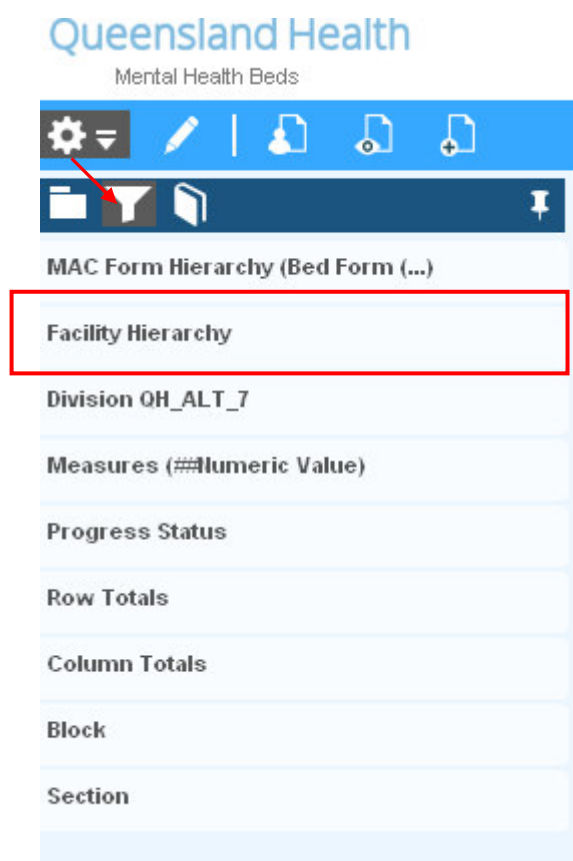 Queensland Health
Mental Health Beds
MAC Form Hierarchy (Bed Form (...)
Facility Hierarchy
Division QH_ALT_7
Measures (##Numeric Value)
Progress Status
Row Totals
Column Totals
Block
Section